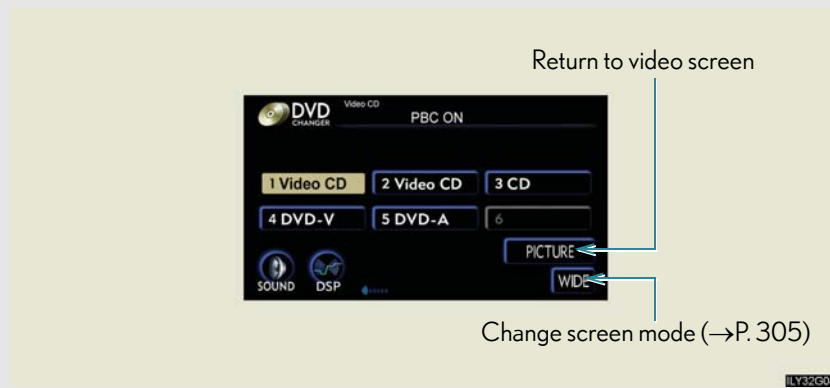 Return to video screen
DVD
CHANGER
Video CD
PBC ON
1 Video CD
2 Video CD
3 CD
4 DVD-V
5 DVD-A
6
PICTURE
SOUND
DSP
WIDE
Change screen mode (→P. 305)